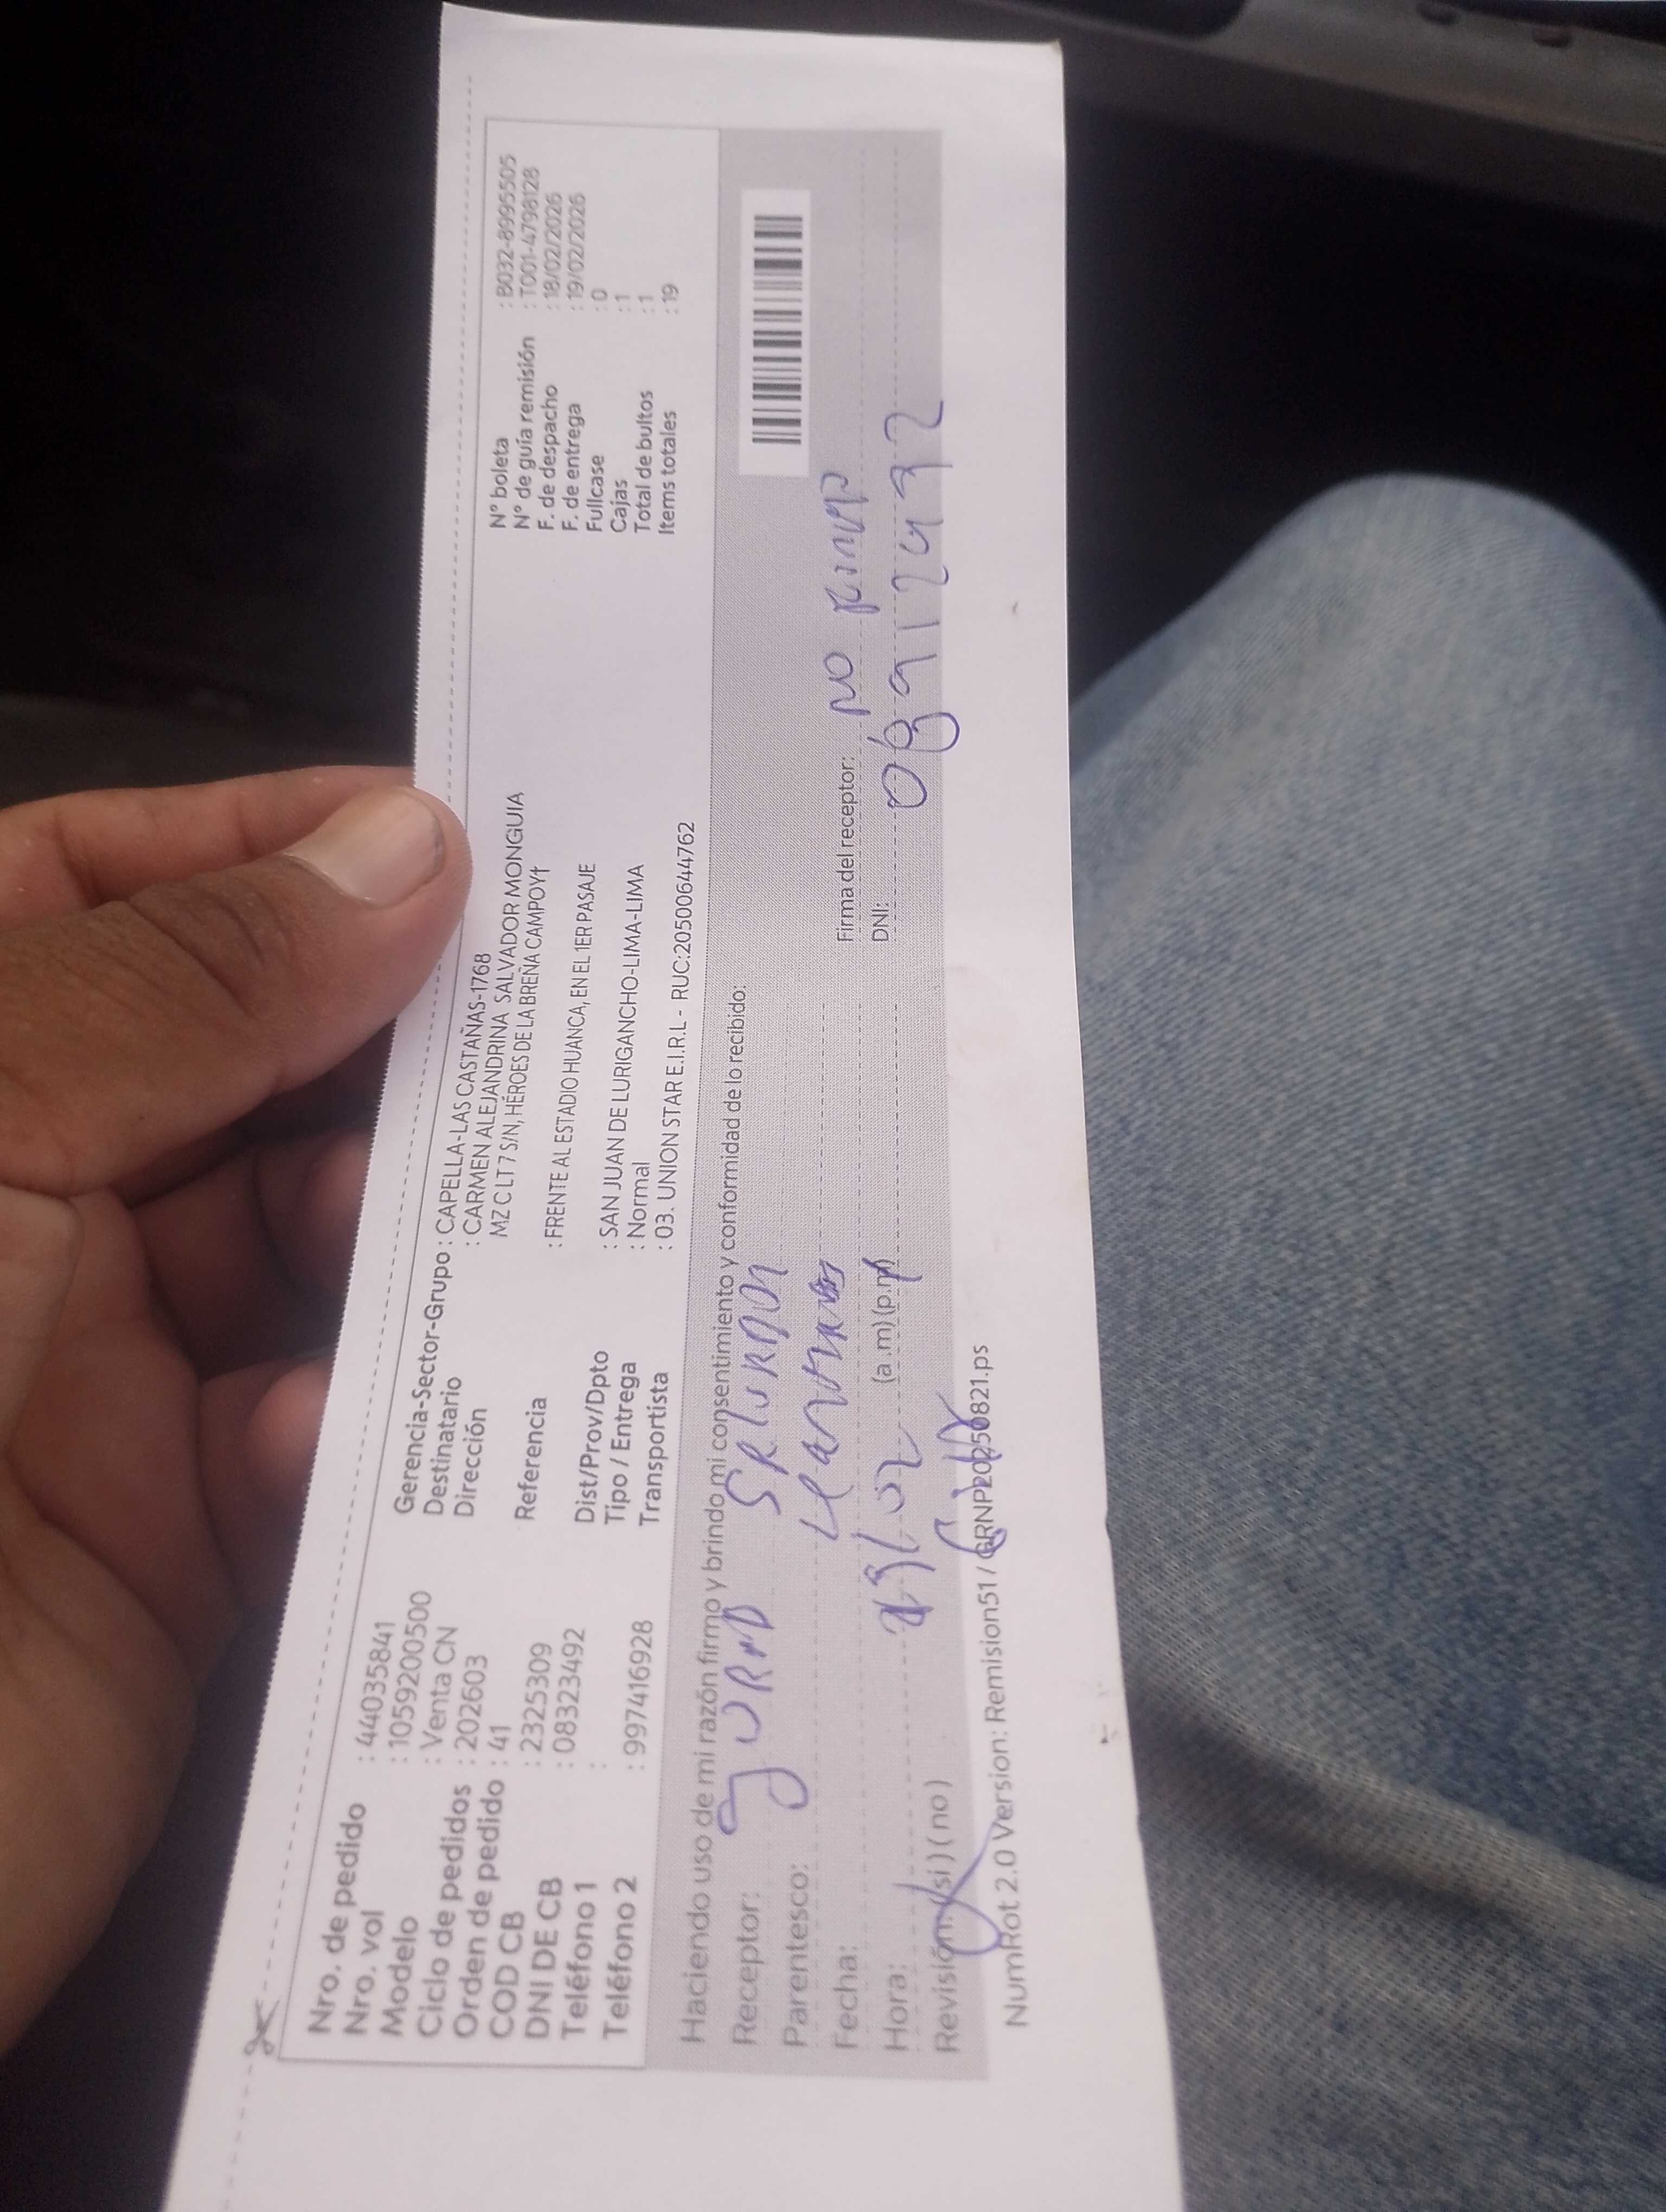 Nro. de pedido : 44035841
Nro. vol : 1059200500
Modelo : Venta CN
Ciclo de pedidos : 202603
Orden de pedido : 41
COD CB : 2325309
DNI DE CB : 08323492
Teléfono 1 :
Teléfono 2 : 997416928
Gerencia-Sector-Grupo : CAPELLA-LAS CASTAÑAS-1768
Destinatario : CARMEN ALEJANDRINA SALVADOR MONGUIA
Dirección MZ C LT 7 S/N, HÉROES DE LA BREÑA CAMPOY†
Referencia : FRENTE AL ESTADIO HUANCA, EN EL 1ER PASAJE
Dist/Prov/Dpto : SAN JUAN DE LURIGANCHO-LIMA-LIMA
Tipo / Entrega : Normal
Transportista : 03. UNION STAR E.I.R.L - RUC:20500644762
N° boleta : B032-8995505
N° de guía remisión : T001-4798128
F. de despacho : 18/02/2026
F. de entrega : 19/02/2026
Fullcase : 0
Cajas : 1
Total de bultos : 1
Items totales : 19
Haciendo uso de mi razón firmo y brindo mi consentimiento y conformidad de lo recibido:
Receptor:
Parentesco:
Fecha:
Hora: (a .m) (p.m)
Revisión: (si) (no)
Firma del receptor: NO
DNI:
NumRot 2.0 Version: Remision51 / GRNP20250821.ps